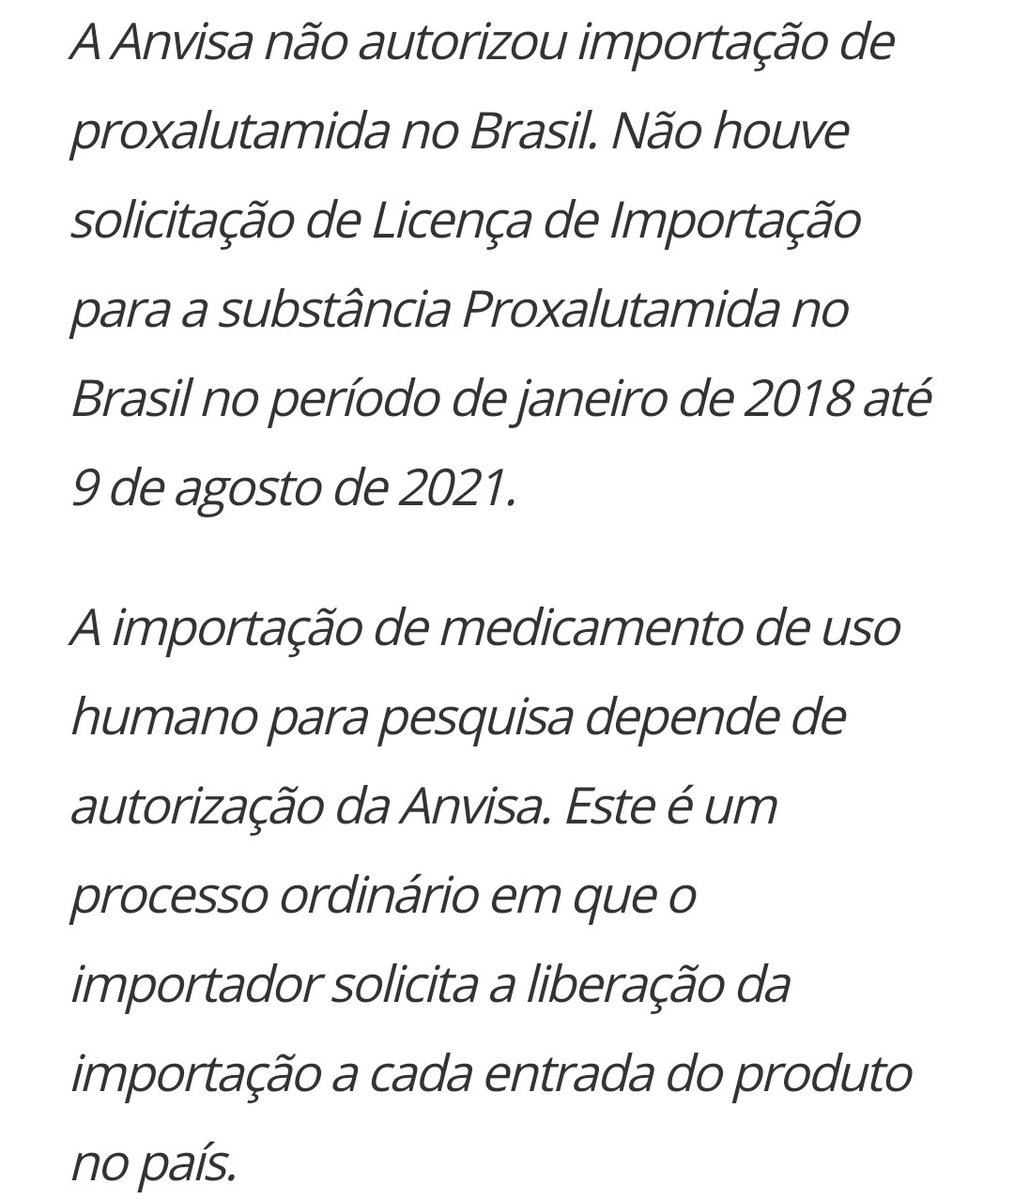 A Anvisa não autorizou importação de
proxalutamida no Brasil. Não houve
solicitação de Licença de Importação
para a substância Proxalutamida no
Brasil no período de janeiro de 2018 até
9 de agosto de 2021.
A importação de medicamento de uso
humano para pesquisa depende de
autorização da Anvisa. Este é um
processo ordinário em que o
importador solicita a liberação da
importação a cada entrada do produto
no país.